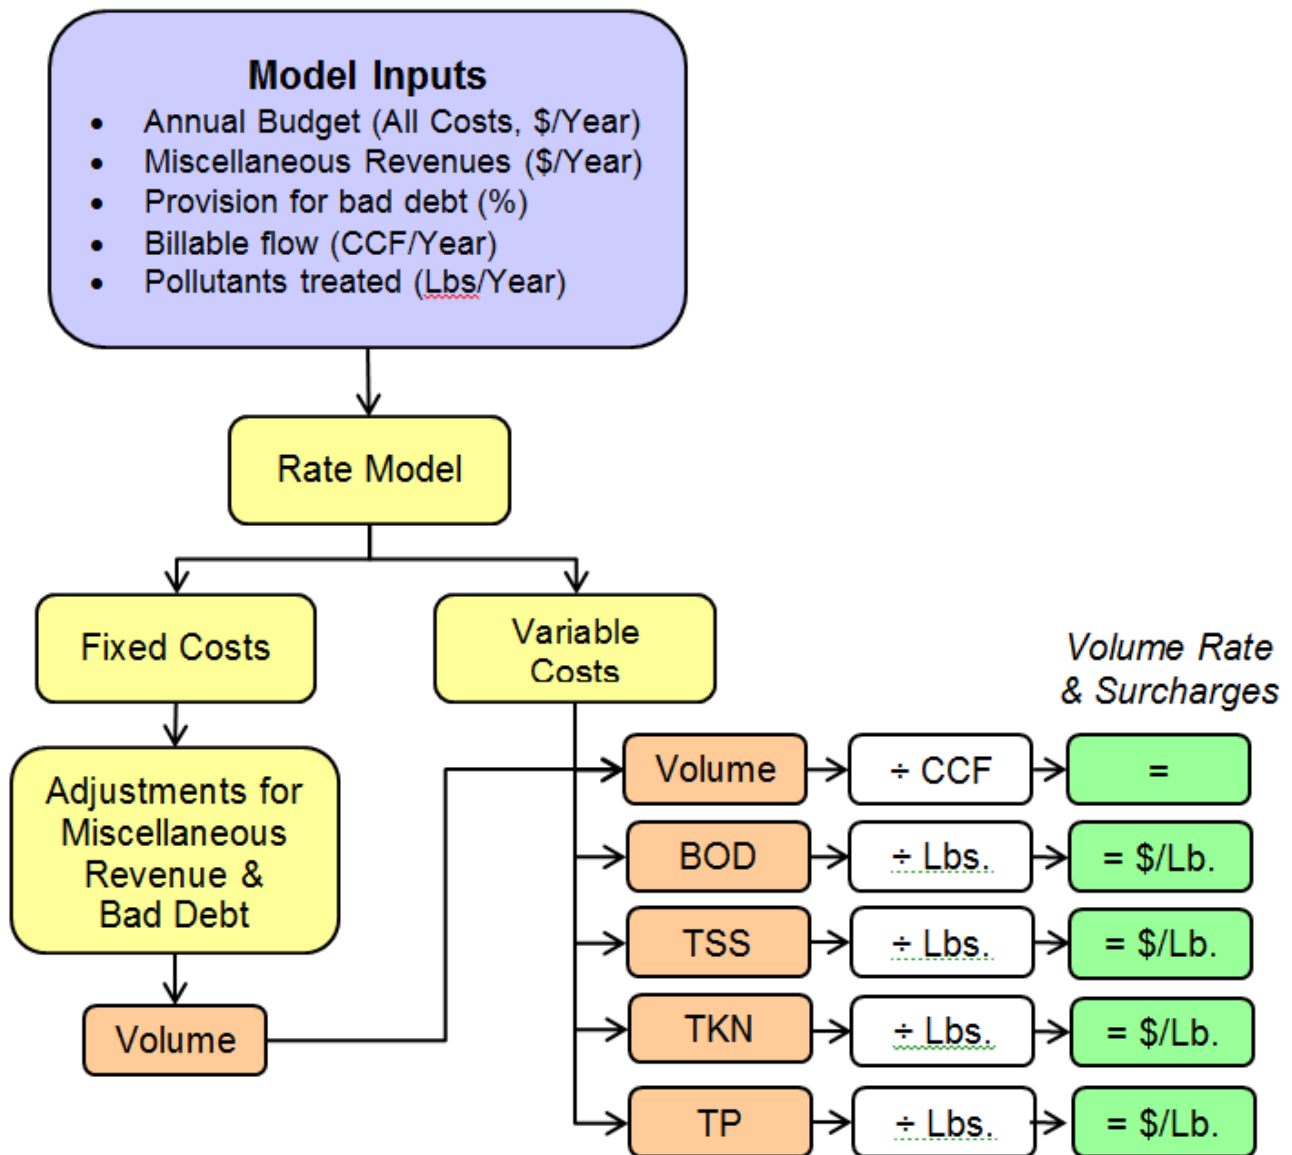 Model Inputs
• Annual Budget (All Costs, $/Year)
• Miscellaneous Revenues ($/Year)
• Provision for bad debt (%)
• Billable flow (CCF/Year)
• Pollutants treated (Lbs/Year)
Rate Model
Fixed Costs
Variable
Costs
Volume Rate
& Surcharges
Adjustments for
Miscellaneous
Revenue &
Bad Debt
Volume
Volume ÷ CCF =
BOD ÷ Lbs. = $/Lb.
TSS ÷ Lbs. = $/Lb.
TKN ÷ Lbs. = $/Lb.
TP ÷ Lbs. = $/Lb.